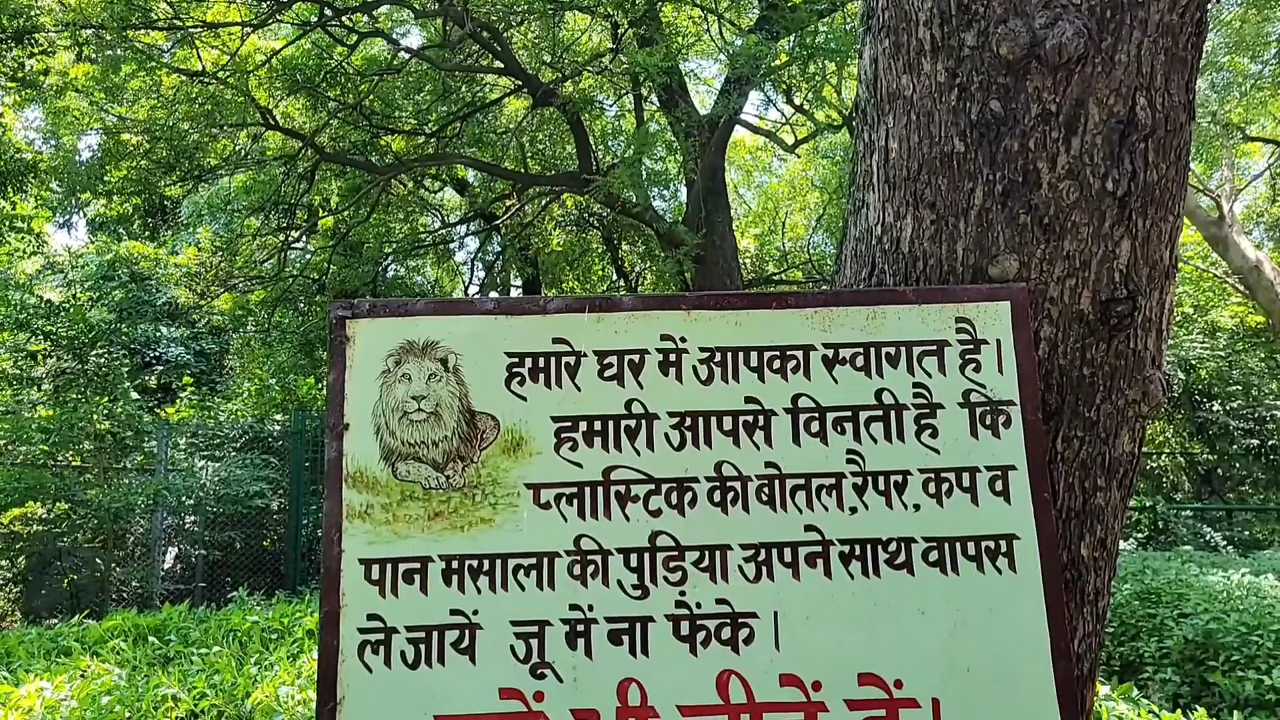 हमारे घर में आपका स्वागत है।
हमारी आपसे विनती है कि
प्लास्टिक की बोतल,रैपर, कप व
पान मसाला की पुड़िया अपने साथ वापस
ले जायें जू में ना फेंके।